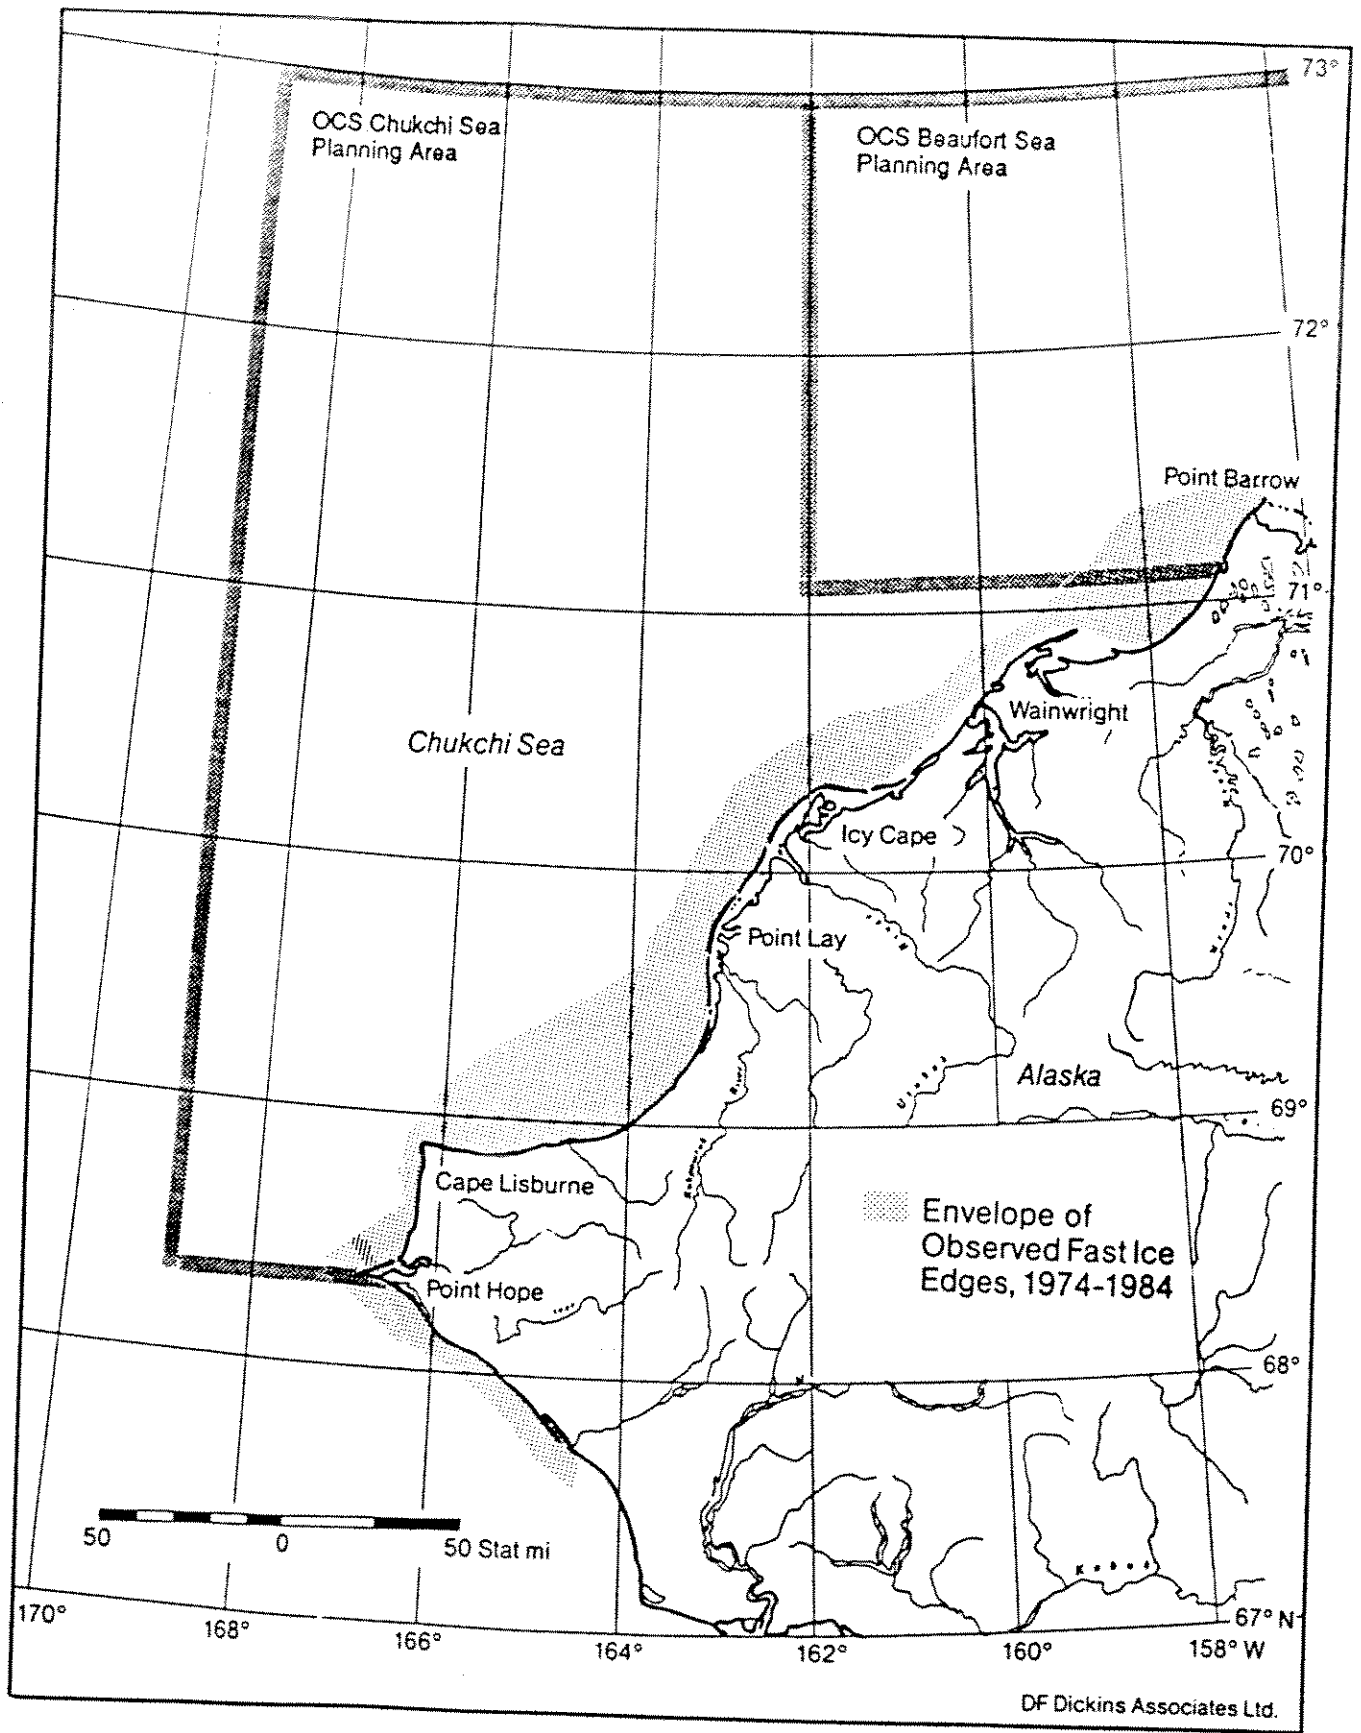 73°
OCS Chukchi Sea
Planning Area
OCS Beaufort Sea
Planning Area
72°
Point Barrow
71°
Wainwright
Chukchi Sea
Icy Cape
70°
Point Lay
Alaska
69°
Cape Lisburne
Envelope of
Observed Fast Ice
Edges, 1974-1984
Point Hope
68°
50 0 50 Stat mi
67° N
170° 168° 166° 164° 162° 160° 158° W
DF Dickins Associates Ltd.